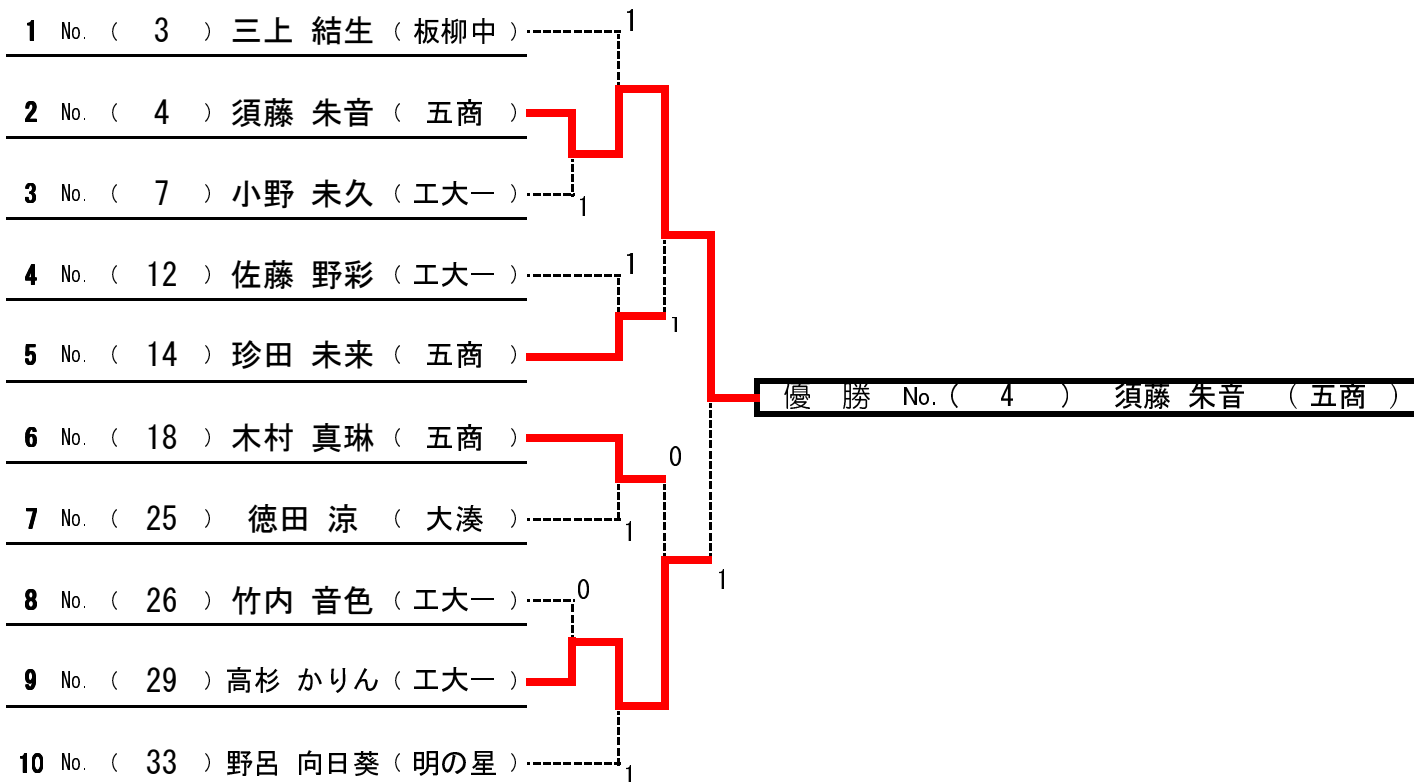 1 No. ( 3 ) 三上 結生 ( 板柳中 ) 1
2 No. ( 4 ) 須藤 朱音 ( 五商 )
3 No. ( 7 ) 小野 未久 ( 工大一 ) 1
4 No. ( 12 ) 佐藤 野彩 ( 工大一 ) 1
1
5 No. ( 14 ) 珍田 未来 ( 五商 )
優 勝 No. ( 4 ) 須藤 朱音 ( 五商 )
6 No. ( 18 ) 木村 真琳 ( 五商 )
0
7 No. ( 25 ) 徳田 涼 ( 大湊 ) 1
1
8 No. ( 26 ) 竹内 音色 ( 工大一 ) 0
9 No. ( 29 ) 高杉 かりん ( 工大一 )
10 No. ( 33 ) 野呂 向日葵 ( 明の星 ) 1